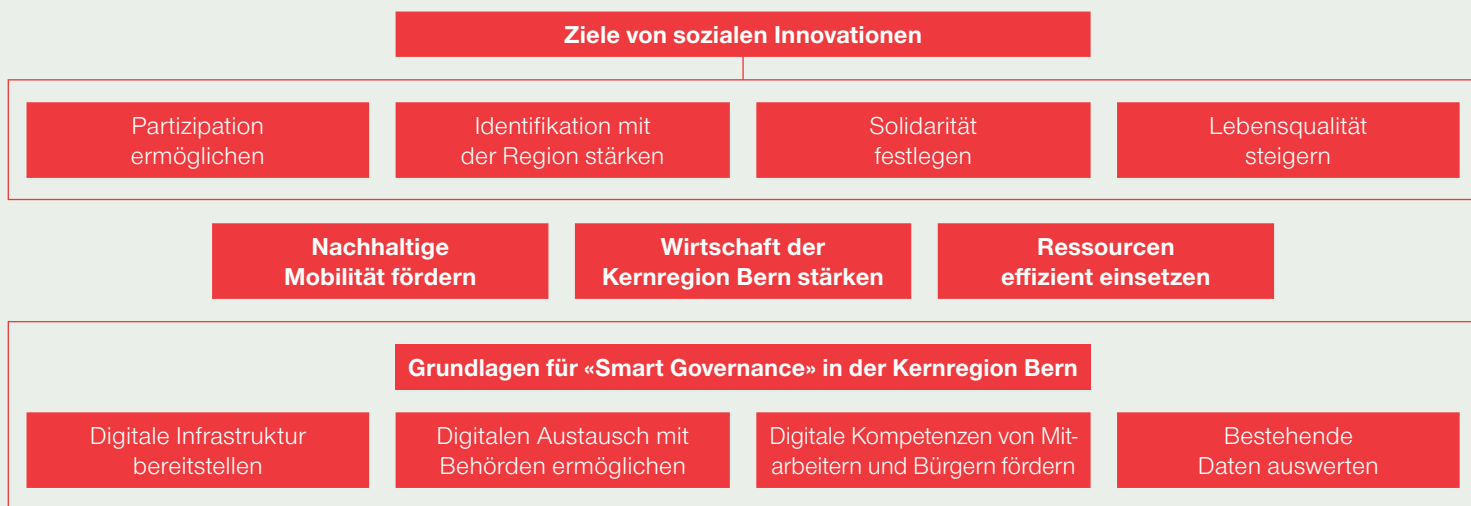 Ziele von sozialen Innovationen
Partizipation
ermöglichen
Identifikation mit
der Region stärken
Solidarität
festlegen
Lebensqualität
steigern
Nachhaltige
Mobilität fördern
Wirtschaft der
Kernregion Bern stärken
Ressourcen
effizient einsetzen
Grundlagen für «Smart Governance» in der Kernregion Bern
Digitale Infrastruktur
bereitstellen
Digitalen Austausch mit
Behörden ermöglichen
Digitale Kompetenzen von Mit-
arbeitern und Bürgern fördern
Bestehende
Daten auswerten